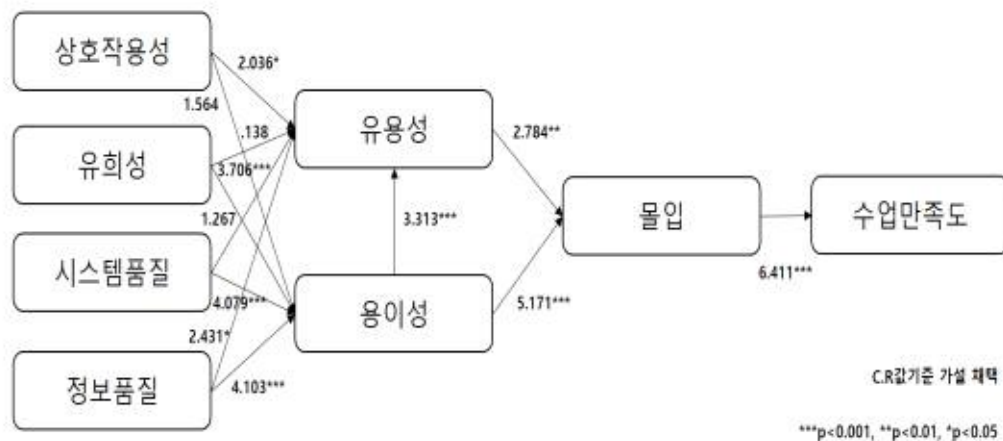 상호작용성
2.036*
1.564
유용성
2.784**
.138
유희성
3.706***
1.267
3.313***
몰입
수업만족도
시스템품질
6.411***
4.079***
용이성
5.171***
2.431*
정보품질
4.103***
C.R값기준 가설 채택
***p<0.001, **p<0.01, *p<0.05